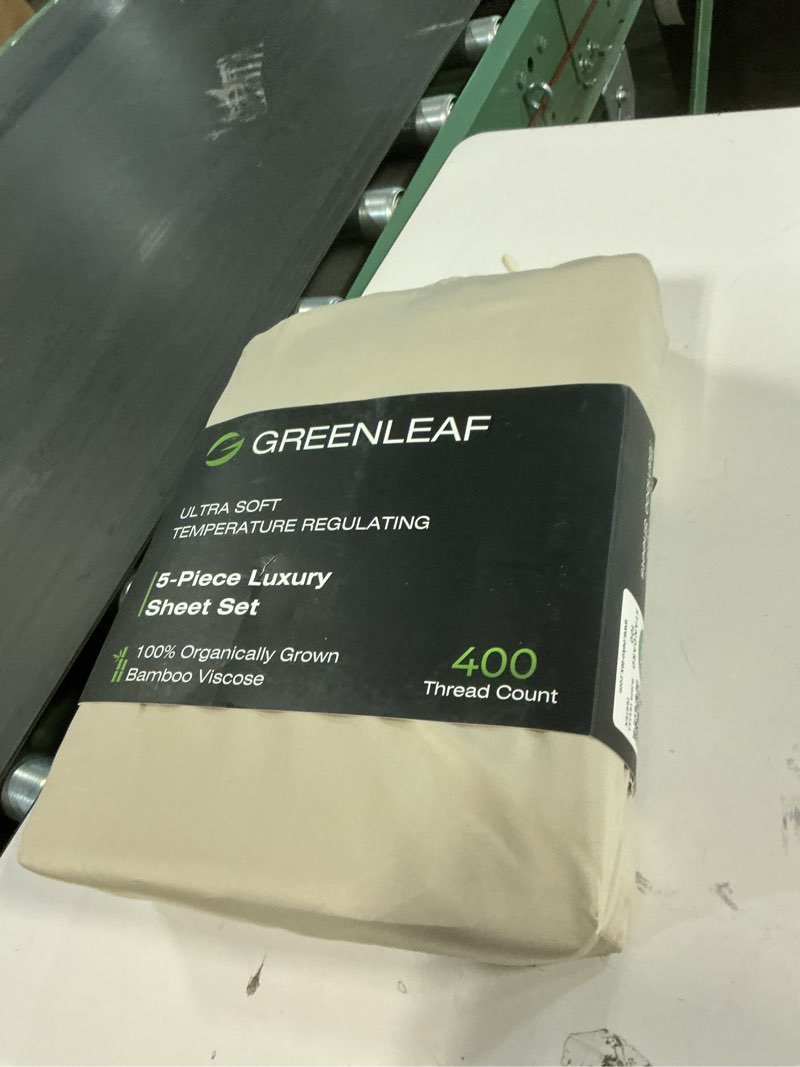 GREENLEAF
ULTRA SOFT
TEMPERATURE REGULATING
5-Piece Luxury
Sheet Set
100% Organically Grown
Bamboo Viscose
400
Thread Count